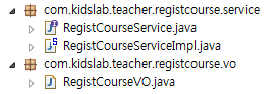 com.kidslab.teacher.registcourse.service
RegistCourseService.java
RegistCourseServiceImpl.java
com.kidslab.teacher.registcourse.vo
RegistCourseVO.java